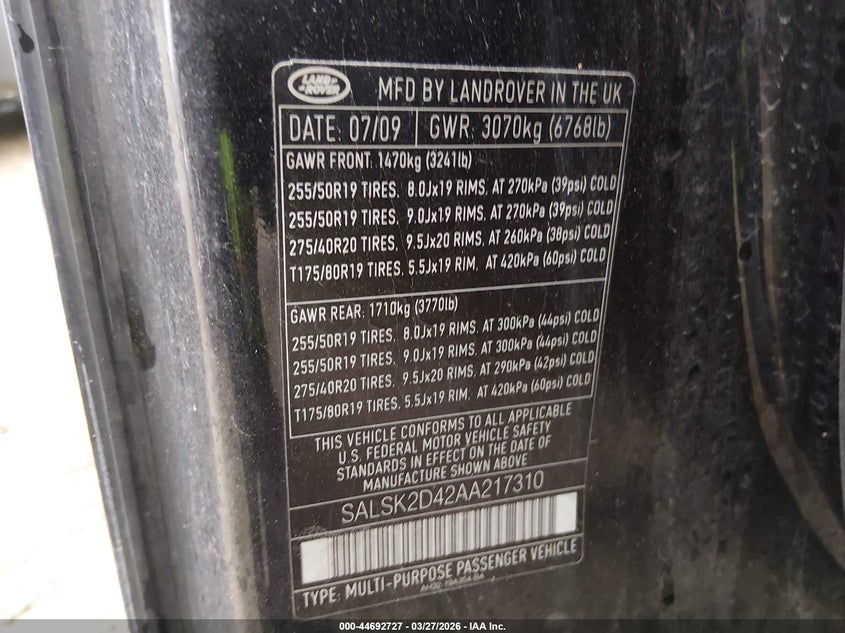 LAND
ROVER
MFD BY LANDROVER IN THE UK
DATE: 07/09 GWR: 3070kg (6768lb)
GAWR FRONT: 1470kg (3241lb)
255/50R19 TIRES, 8.0Jx19 RIMS, AT 270kPa (39psi) COLD
255/50R19 TIRES, 9.0Jx19 RIMS, AT 270kPa (39psi) COLD
275/40R20 TIRES, 9.5Jx20 RIMS, AT 260kPa (38psi) COLD
T175/80R19 TIRES, 5.5Jx19 RIM, AT 420kPa (60psi) COLD
GAWR REAR: 1710kg (3770lb)
255/50R19 TIRES, 8.0Jx19 RIMS, AT 300kPa (44psi) COLD
255/50R19 TIRES, 9.0Jx19 RIMS, AT 300kPa (44psi) COLD
275/40R20 TIRES, 9.5Jx20 RIMS, AT 290kPa (42psi) COLD
T175/80R19 TIRES, 5.5Jx19 RIM, AT 420kPa (60psi) COLD
THIS VEHICLE CONFORMS TO ALL APPLICABLE
U.S. FEDERAL MOTOR VEHICLE SAFETY
STANDARDS IN EFFECT ON THE DATE OF
MANUFACTURE SHOWN ABOVE
SALSK2D42AA217310
TYPE: MULTI-PURPOSE PASSENGER VEHICLE
000-44692727 - 03/27/2026 - IAA Inc.